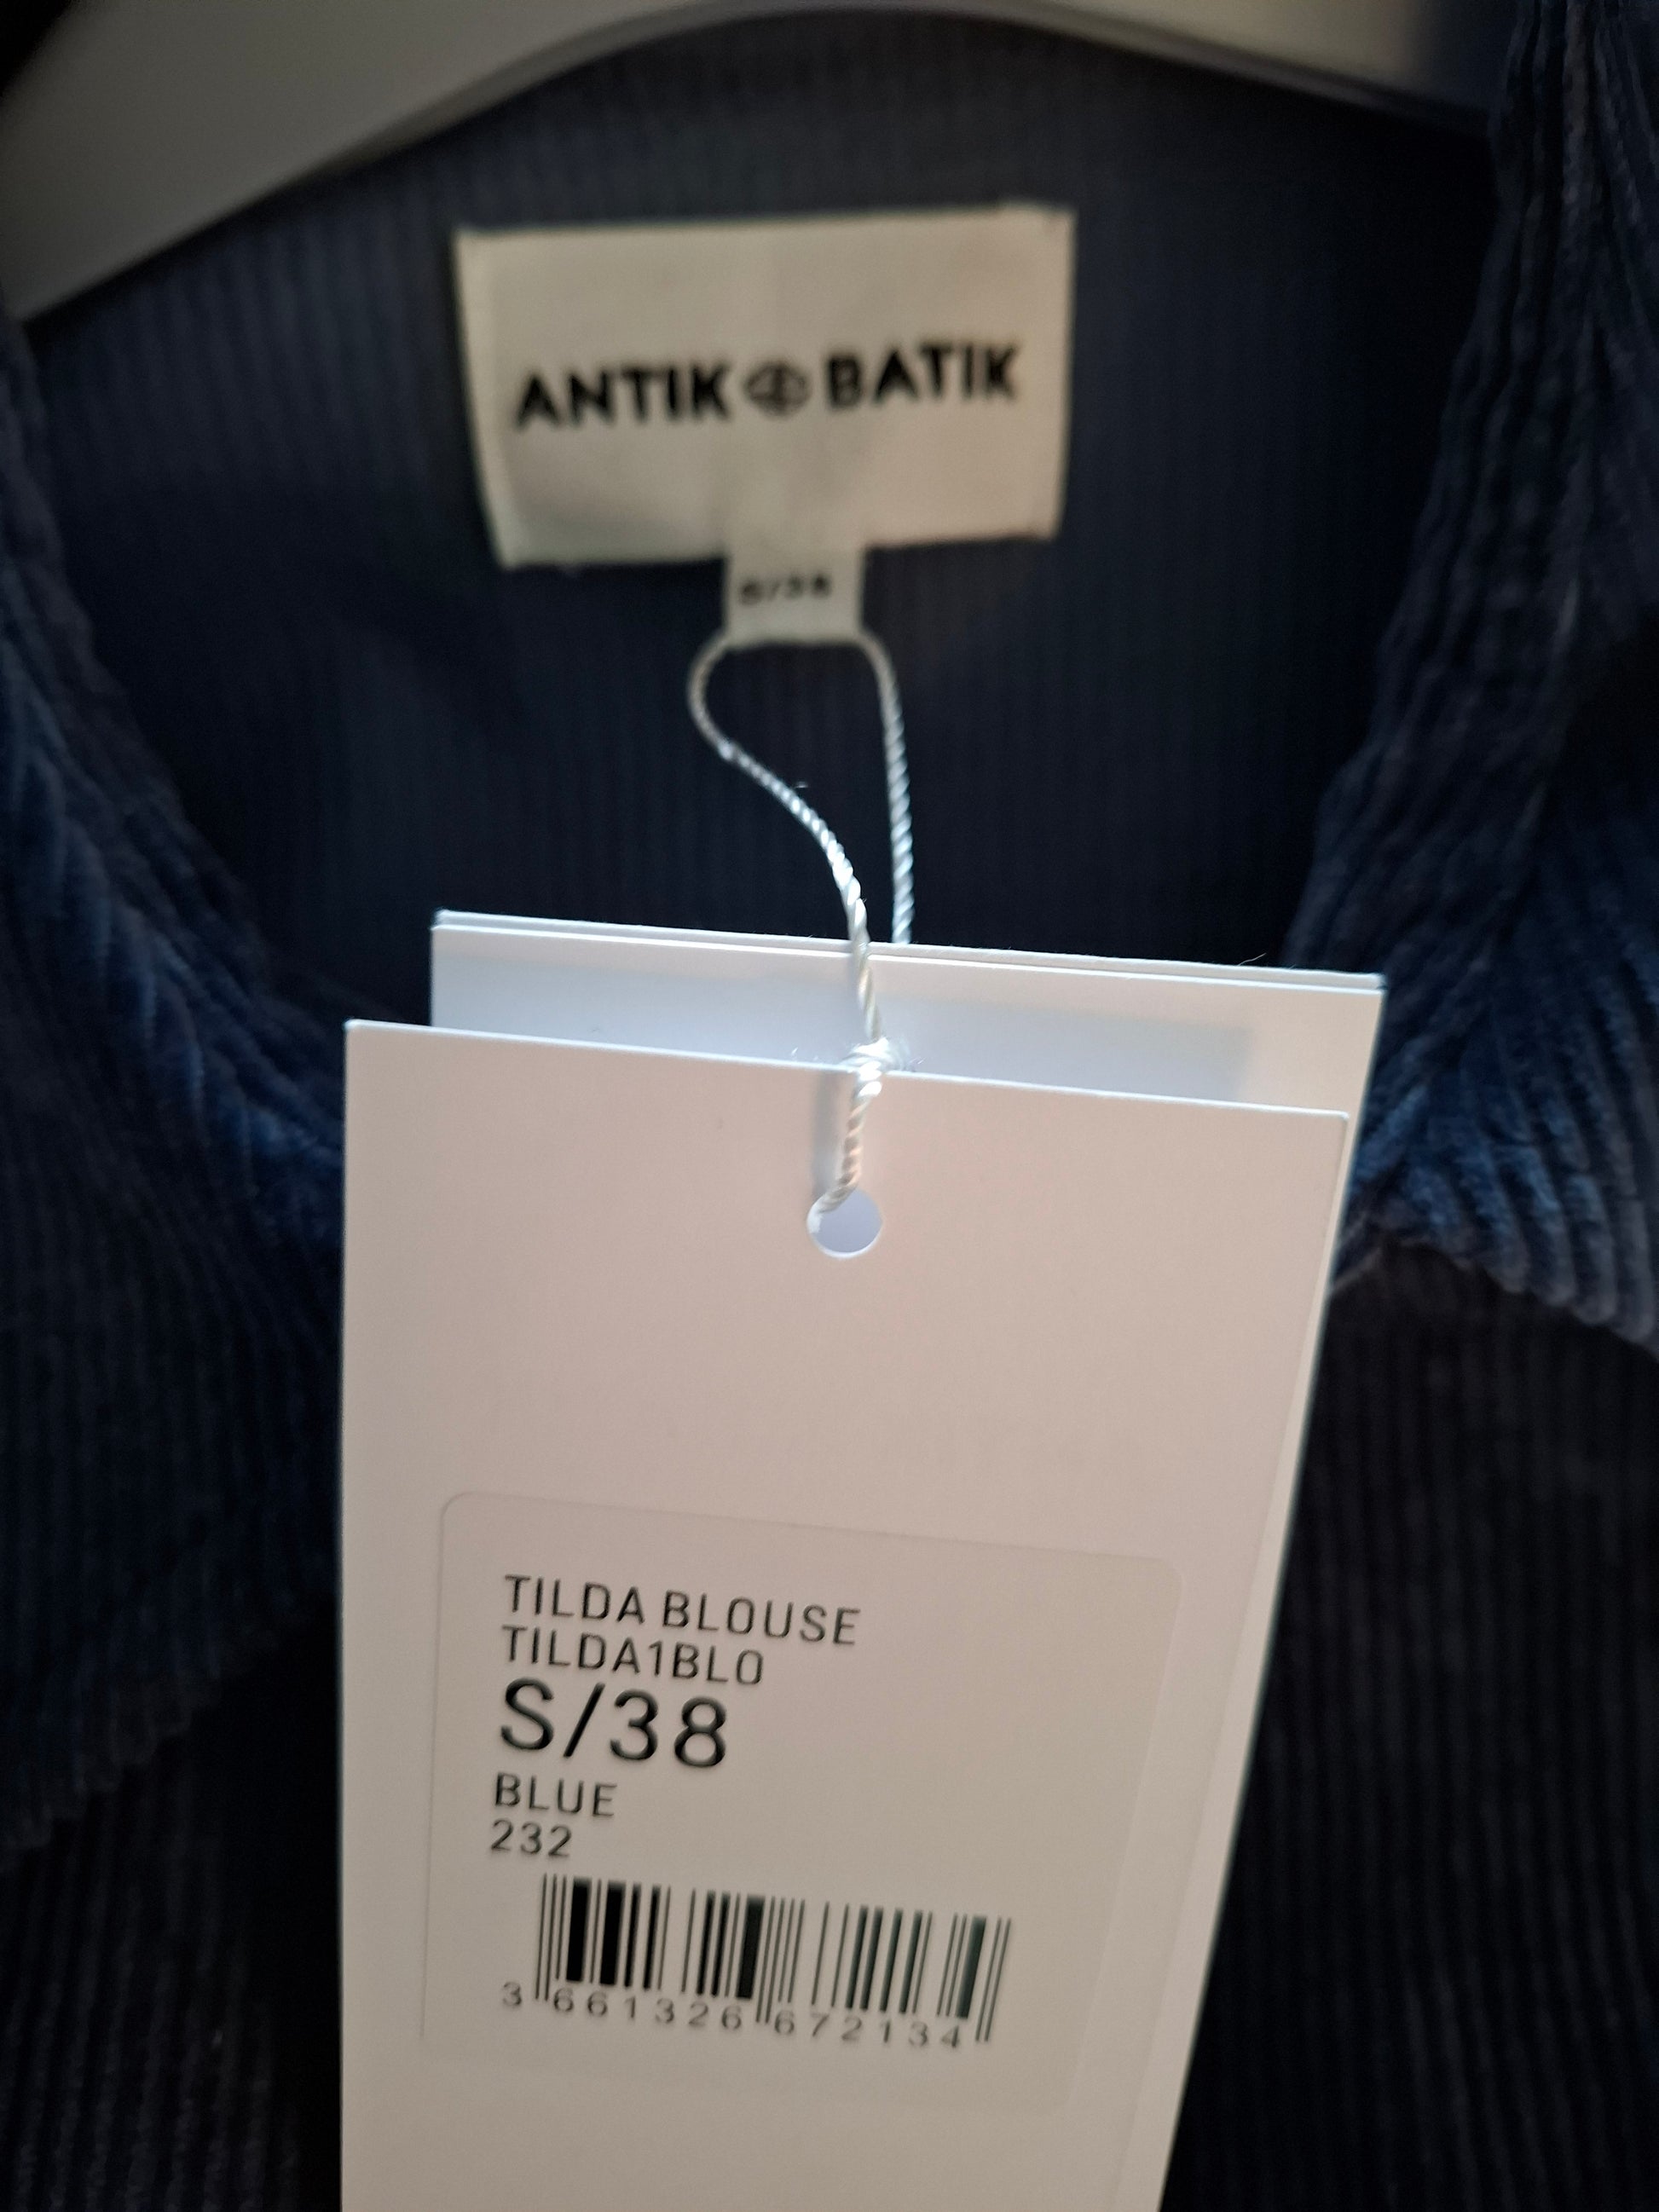 ANTIK BATIK
S/38
TILDA BLOUSE
TILDA1BLO
S/38
BLUE
232
3 661326 672134